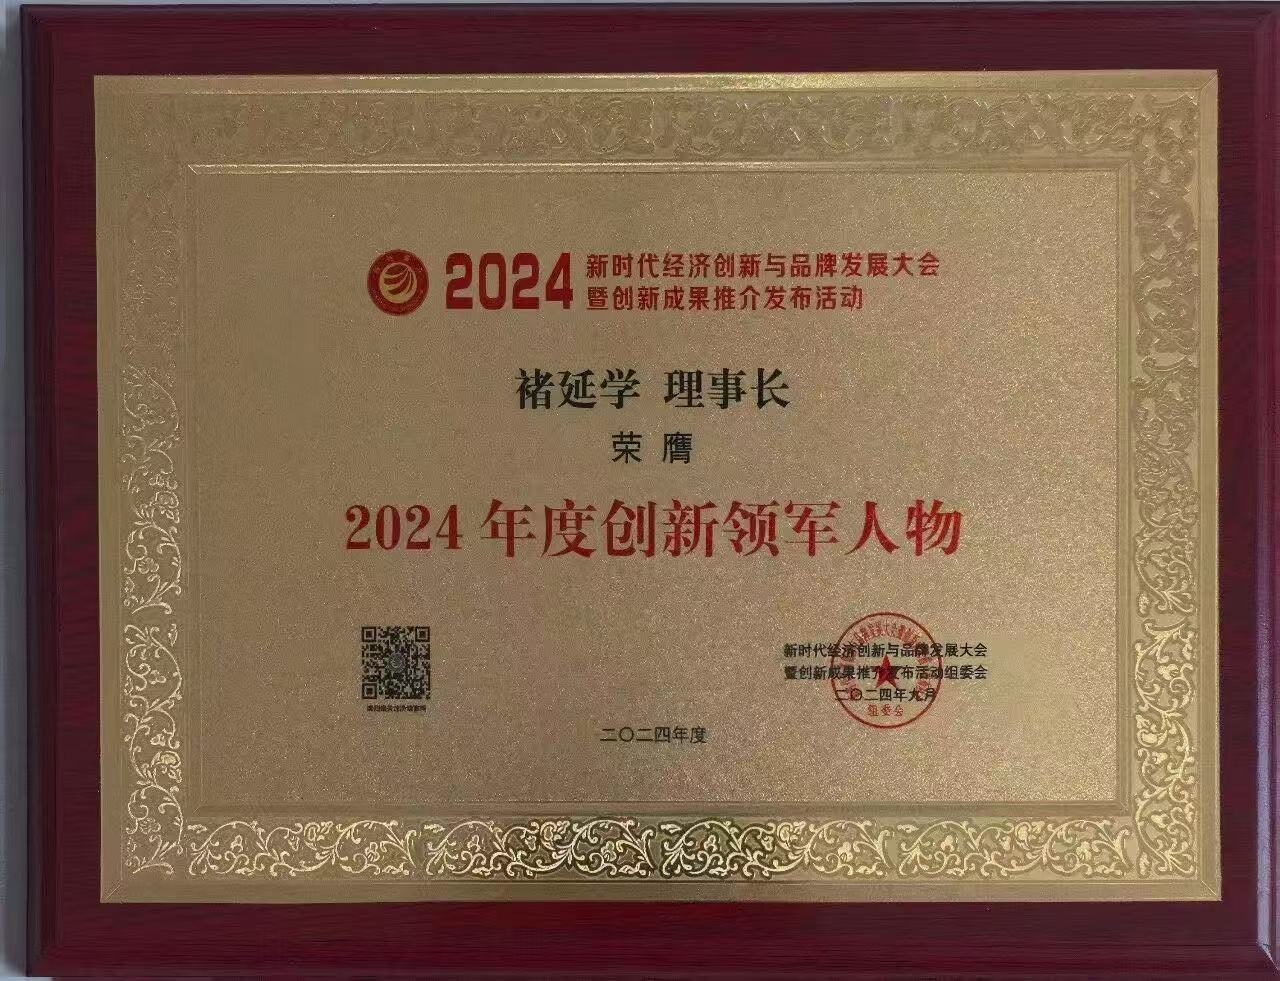 2024
新时代经济创新与品牌发展大会
暨创新成果推介发布活动
褚延学 理事长
荣膺
2024 年度创新领军人物
新时代经济创新与品牌发展大会
暨创新成果推介发布活动组委会
二〇二四年九月
组委会
二〇二四年度